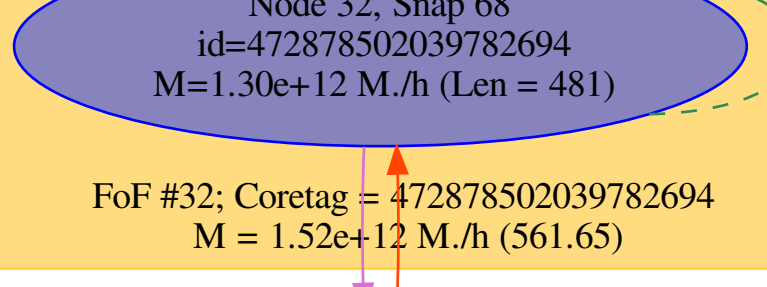 Node 32, Snap 68
id=472878502039782694
M=1.30e+12 M./h (Len = 481)
FoF #32; Coretag = 472878502039782694
M = 1.52e+12 M./h (561.65)